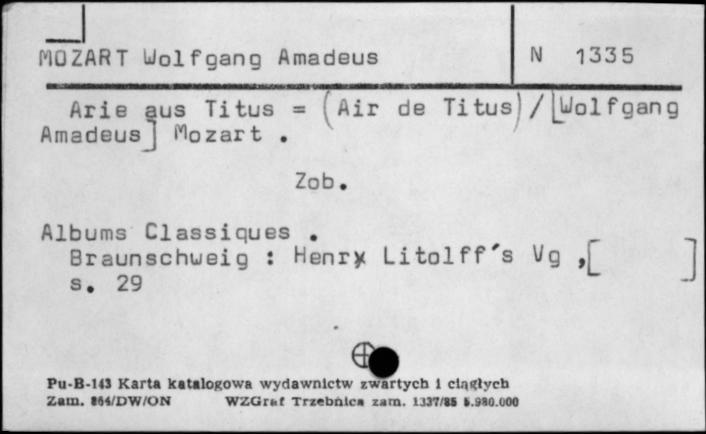 MOZART Wolfgang Amadeus
N 1335
Arie aus Titus = (Air de Titus) / [Wolfgang
Amadeus] Mozart .
Zob.
Albums Classiques .
Braunschweig : Henry Litolff's Vg ,[ ]
s. 29
Pu-B-143 Karta katalogowa wydawnictw zwartych i ciągłych
Zam. 864/DW/ON WZGraf Trzebnica zam. 1337/85 5.980.000